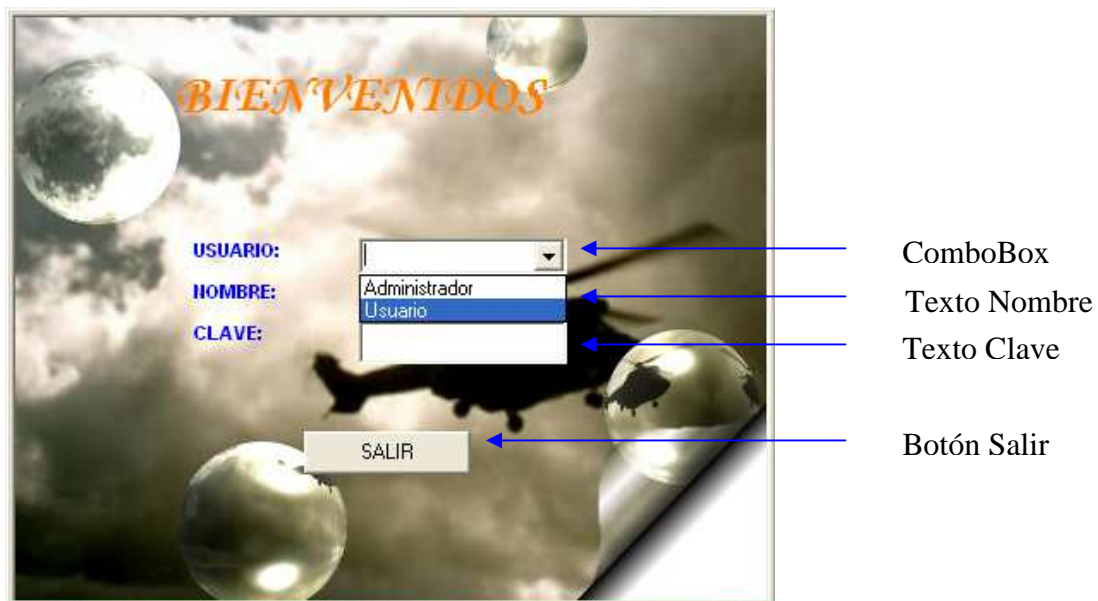 BIENVENIDOS
USUARIO:
ComboBox
NOMBRE:
Administrador
Texto Nombre
Usuario
CLAVE:
Texto Clave
SALIR
Botón Salir